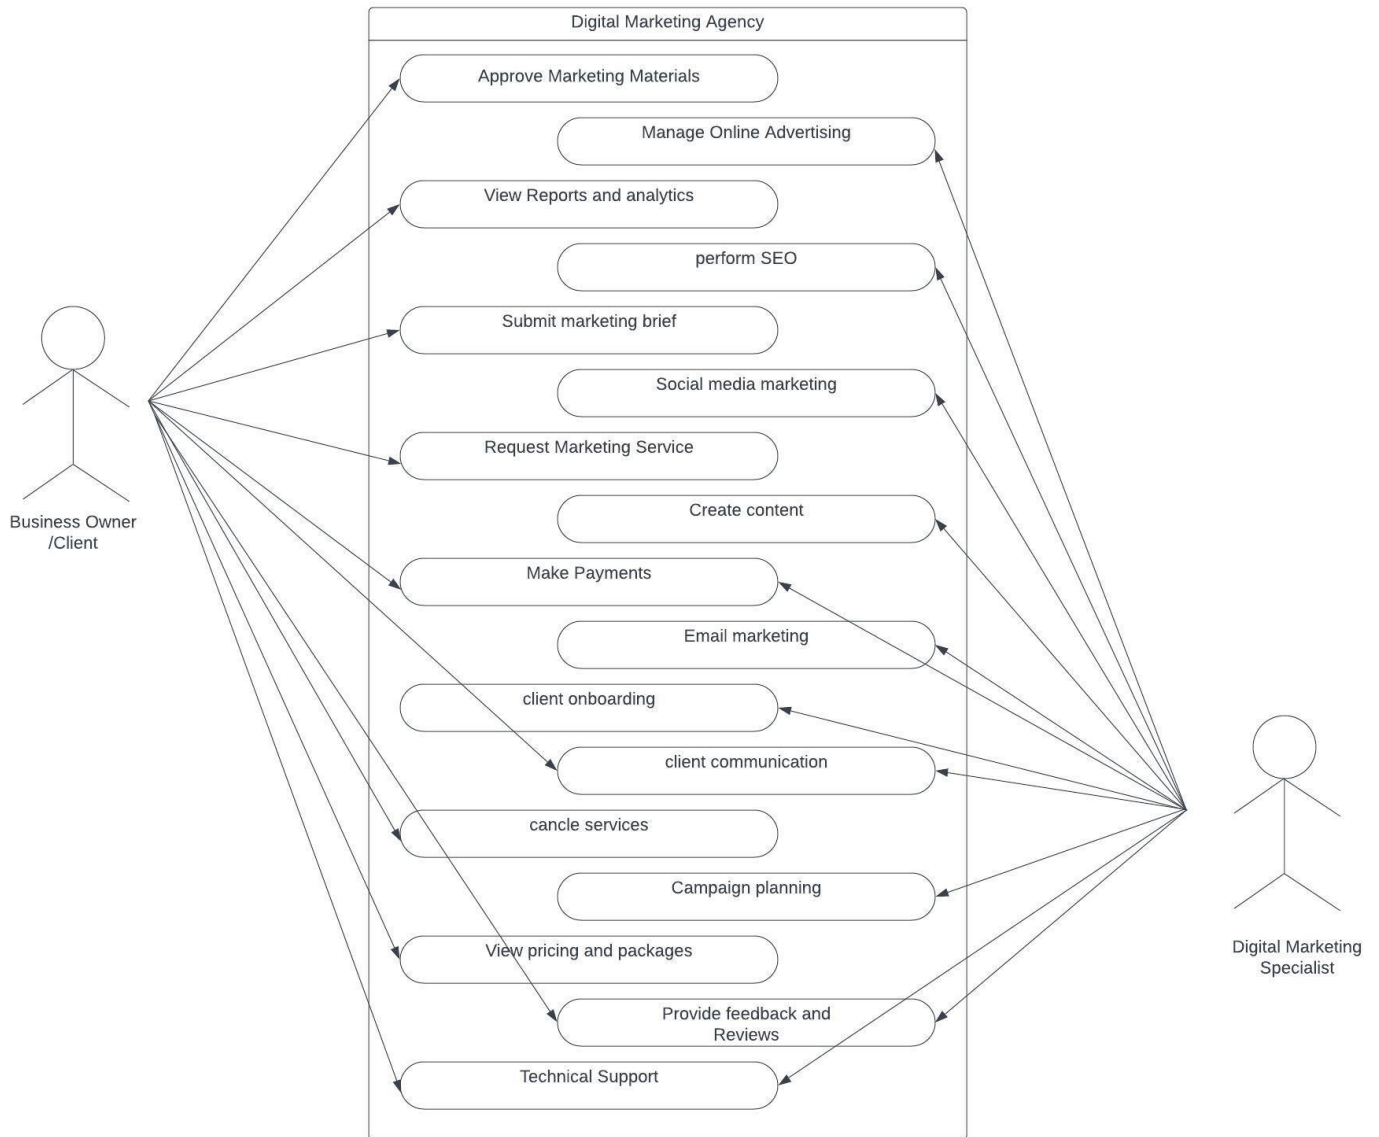 Digital Marketing Agency
Approve Marketing Materials
Manage Online Advertising
View Reports and analytics
perform SEO
Submit marketing brief
Social media marketing
Request Marketing Service
Create content
Business Owner
/Client
Make Payments
Email marketing
client onboarding
client communication
cancle services
Campaign planning
View pricing and packages
Digital Marketing
Specialist
Provide feedback and
Reviews
Technical Support